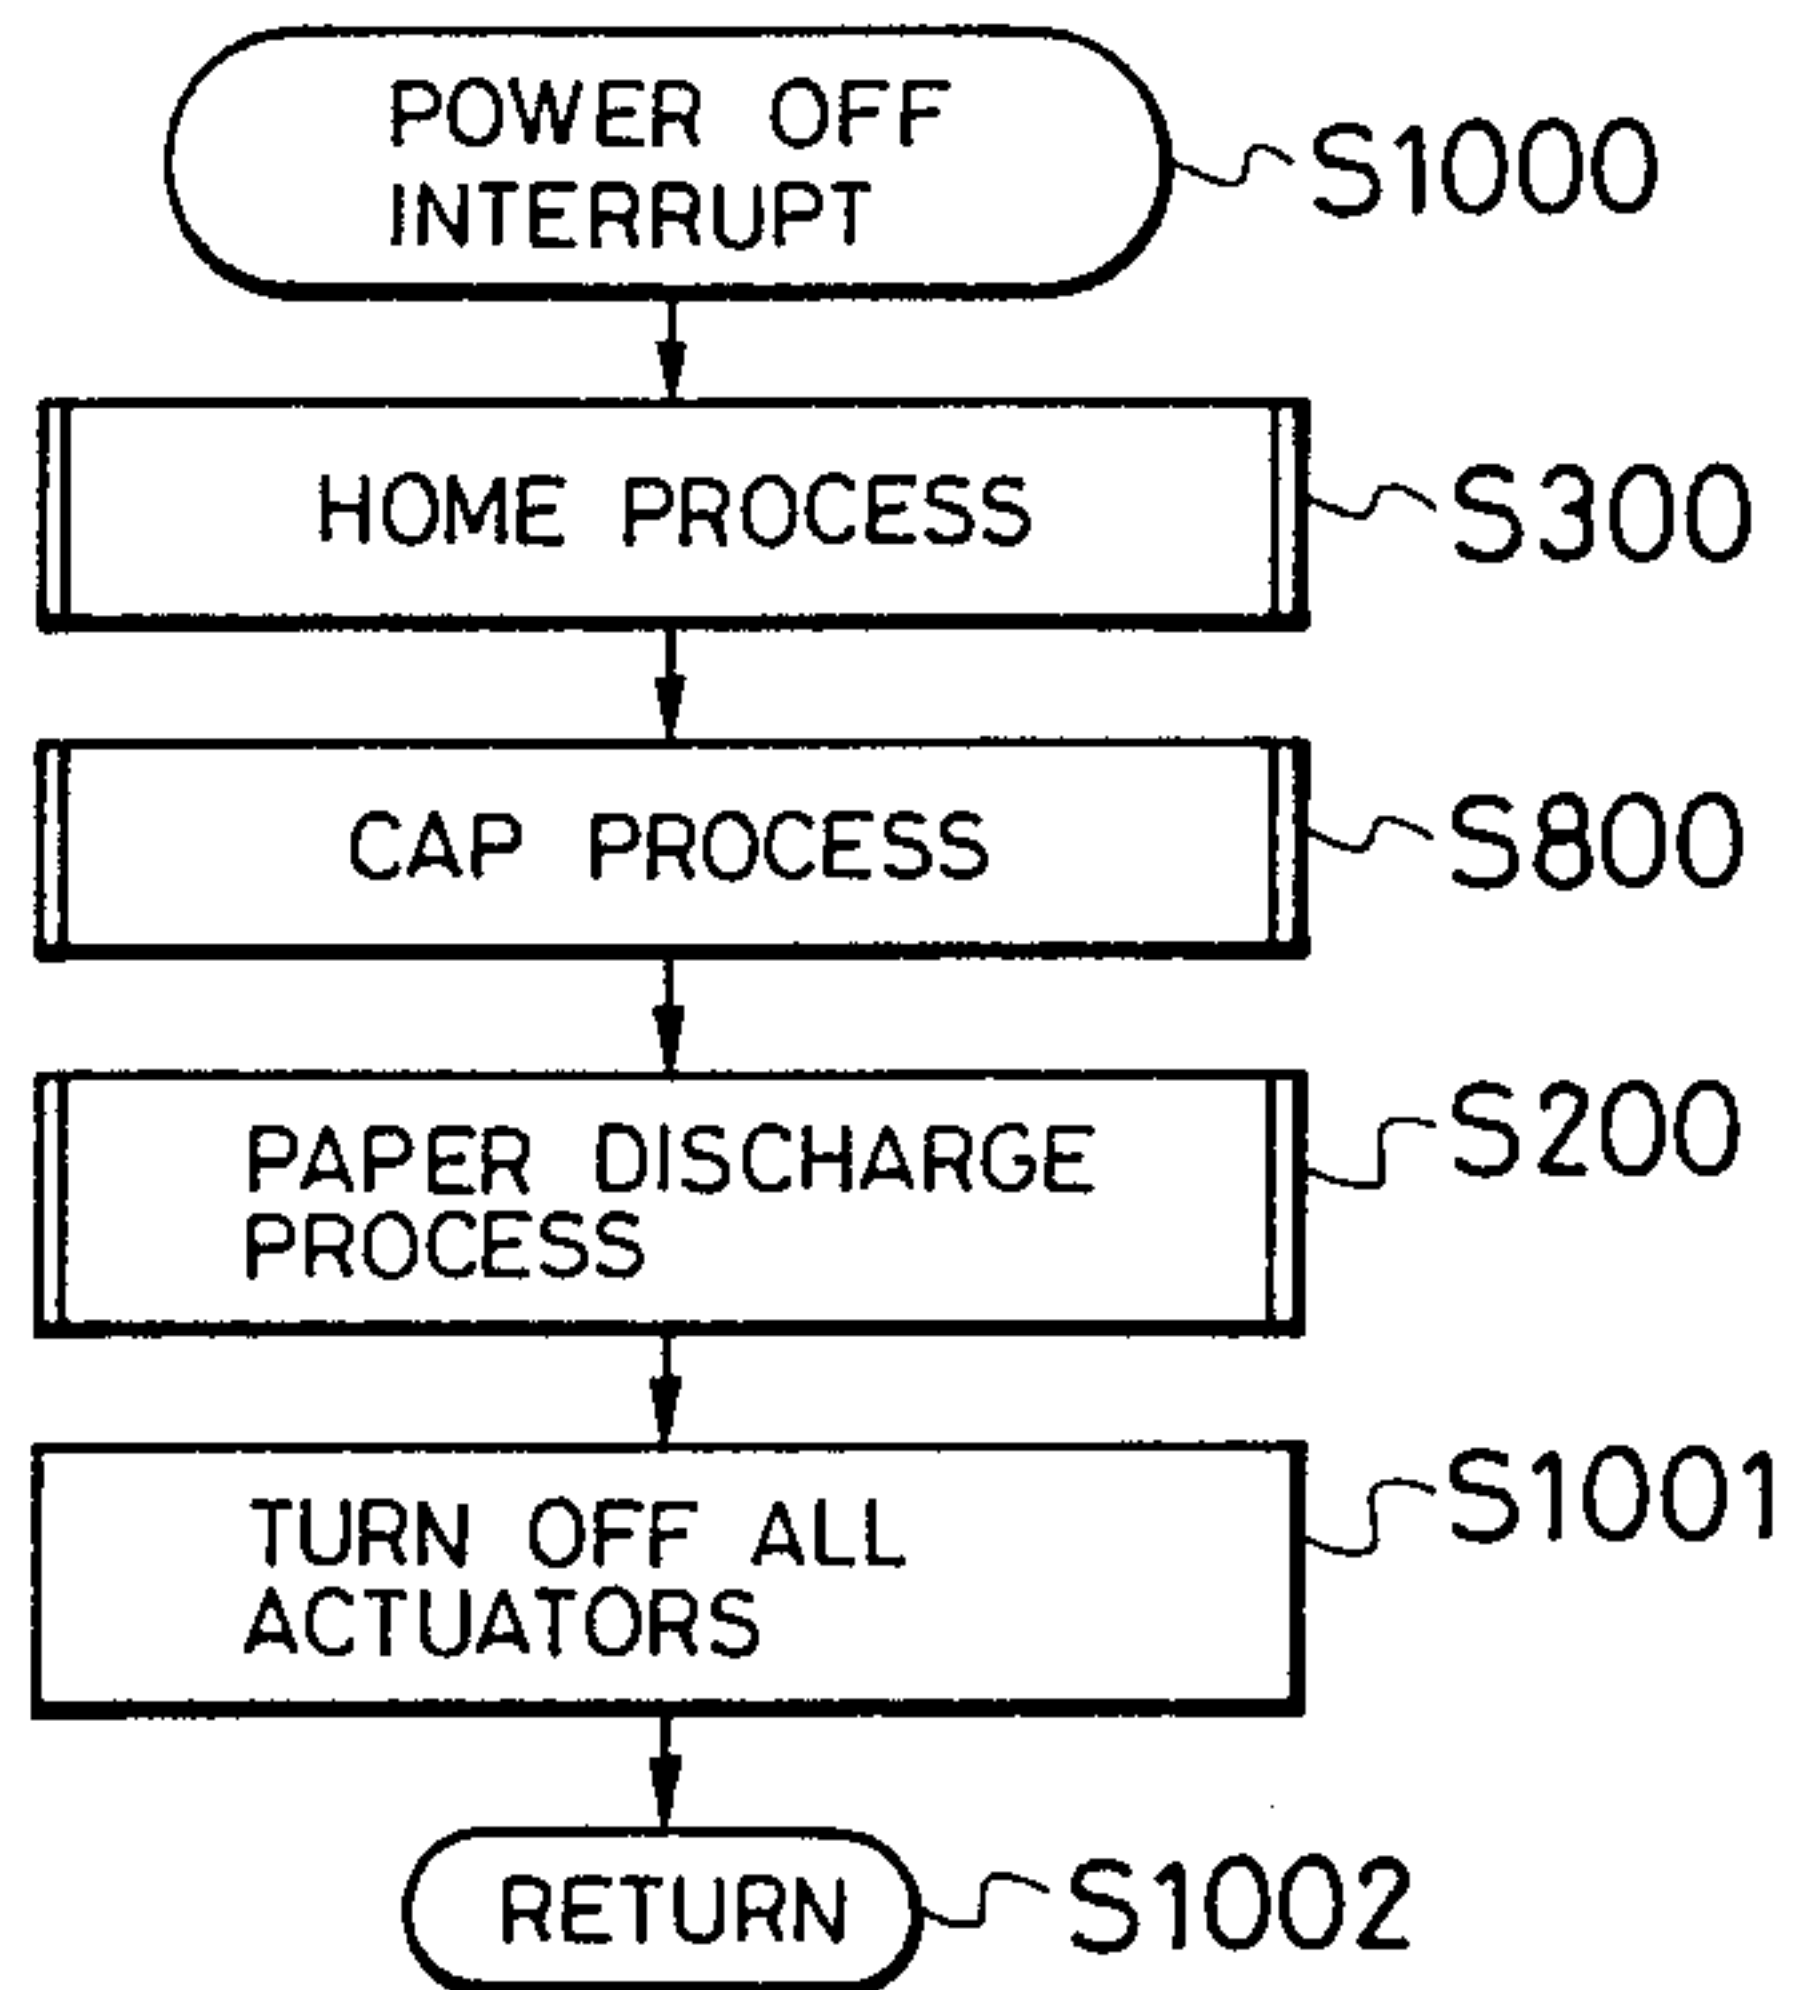 POWER OFF
INTERRUPT
S1000
HOME PROCESS
S300
CAP PROCESS
S800
PAPER DISCHARGE
PROCESS
S200
TURN OFF ALL
ACTUATORS
S1001
RETURN
S1002